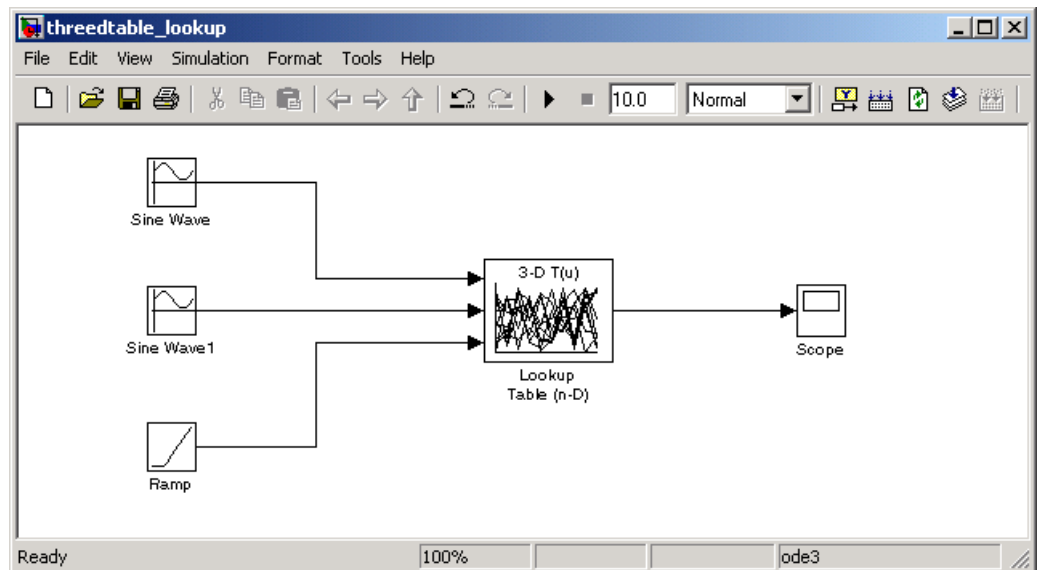 threedtable_lookup
File Edit View Simulation Format Tools Help
10.0 Normal
Sine Wave
3-D T(u)
Sine Wave1
Scope
Lookup
Table (n-D)
Ramp
Ready 100% ode3